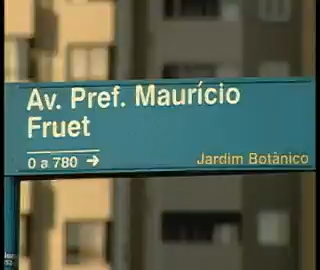 Av. Pref. Maurício
Fruet
0 a 780 →
Jardim Botânico